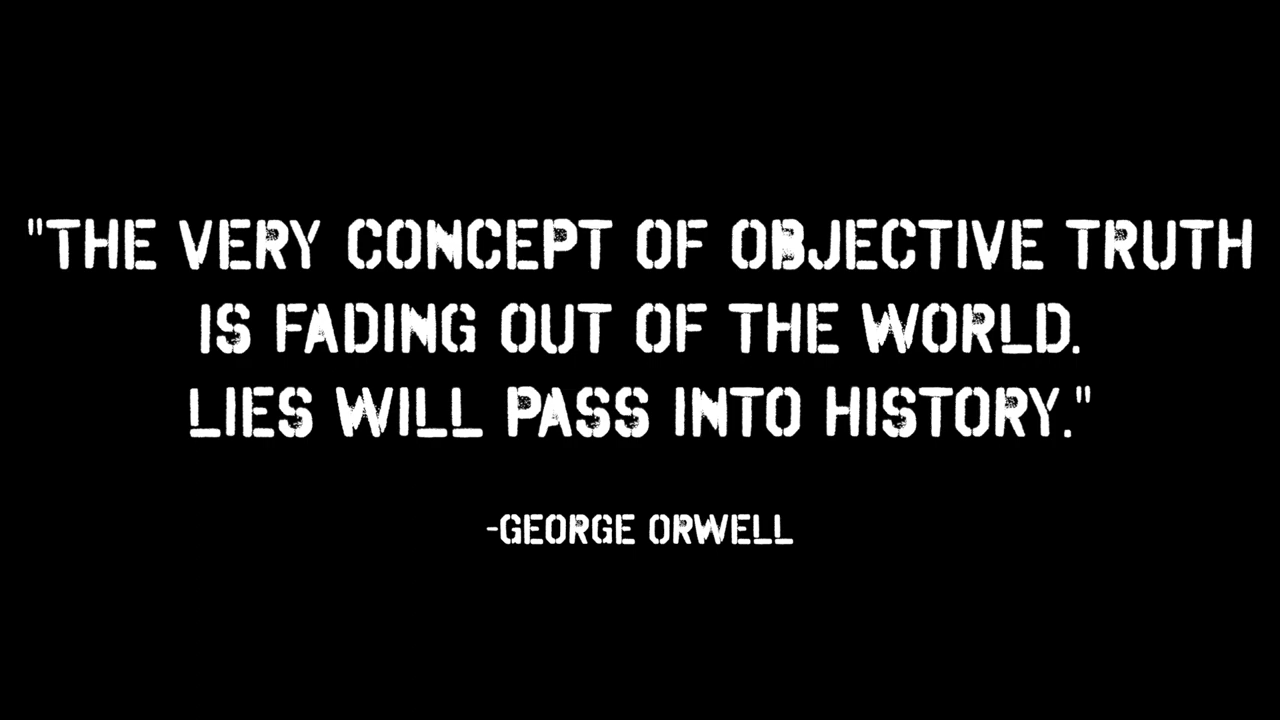 "THE VERY CONCEPT OF OBJECTIVE TRUTH
IS FADING OUT OF THE WORLD.
LIES WILL PASS INTO HISTORY."
-GEORGE ORWELL